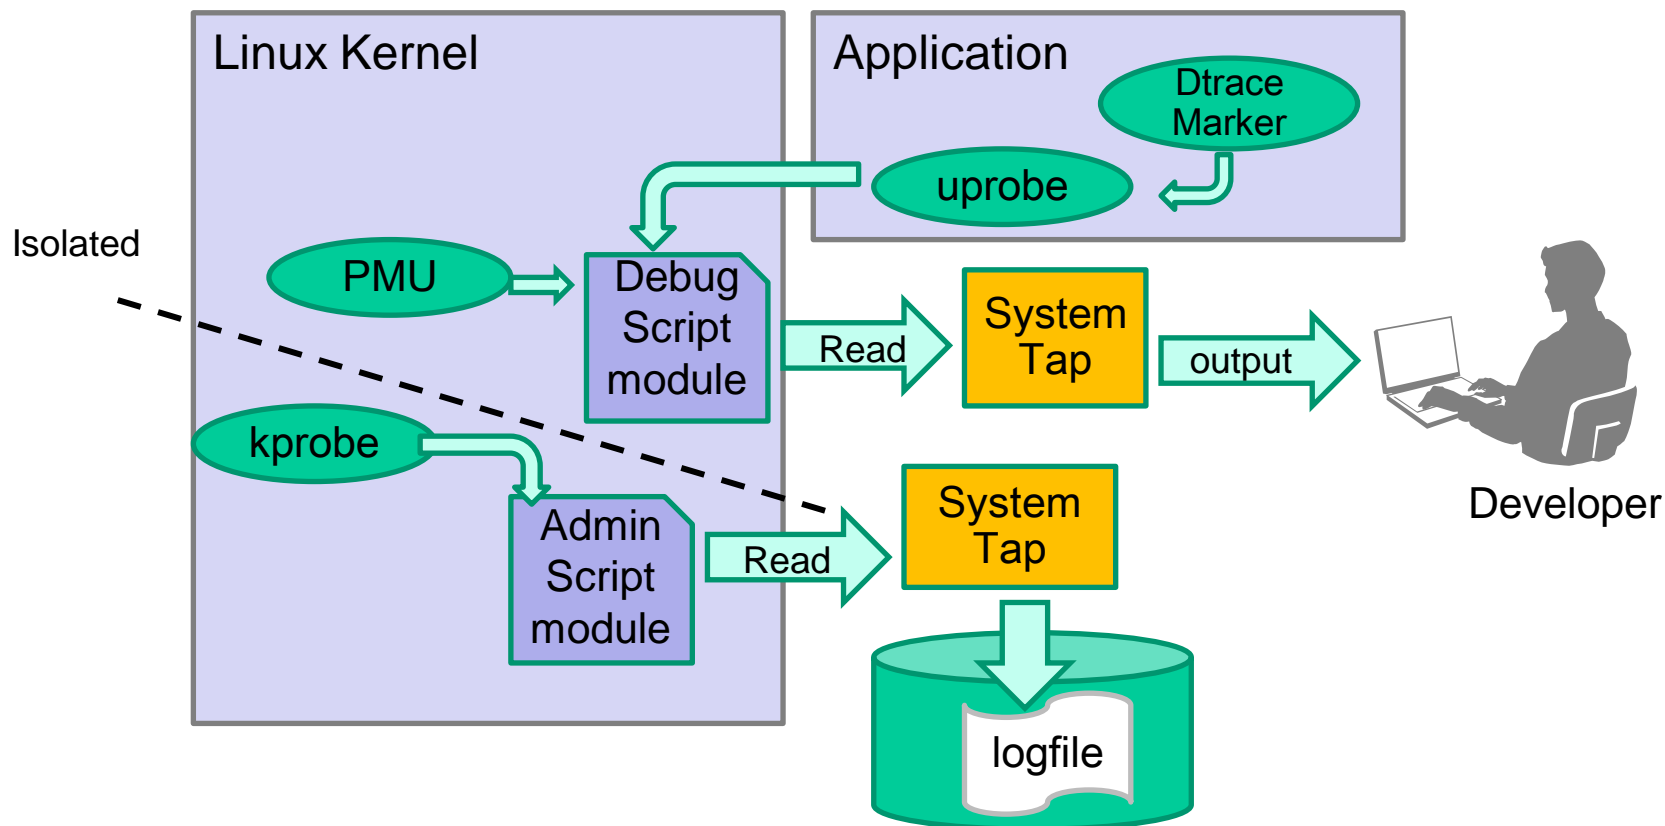 Linux Kernel
Application
Dtrace
Marker
uprobe
Isolated
PMU
Debug
Script
module
Read
System
Tap
output
Developer
kprobe
Admin
Script
module
Read
System
Tap
logfile